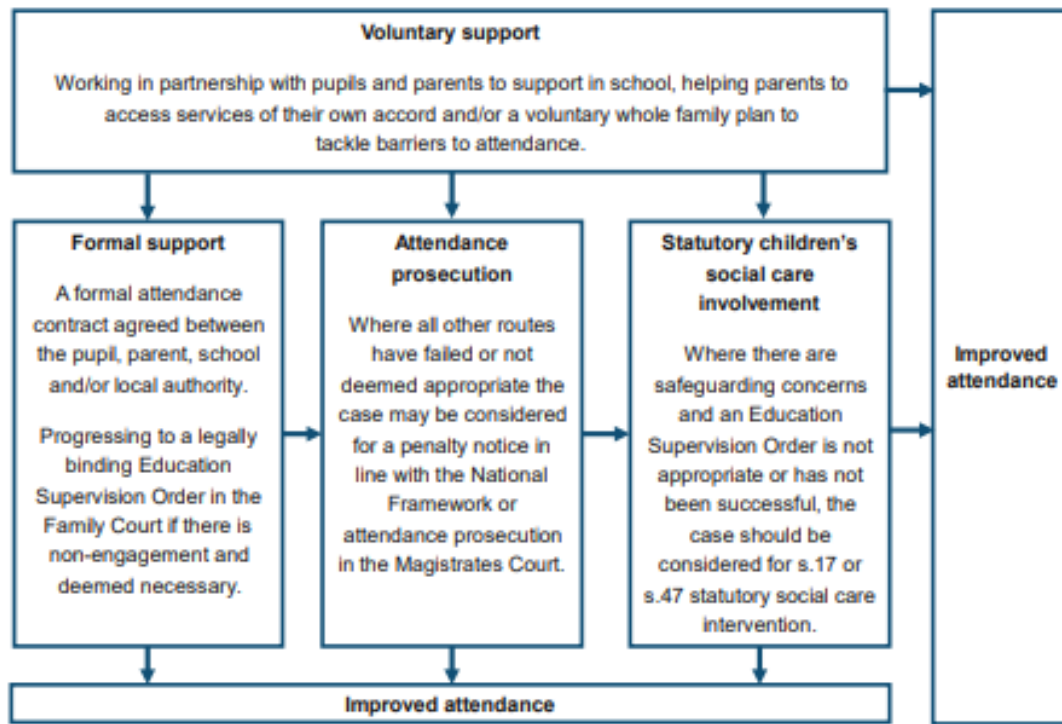 Voluntary support
Working in partnership with pupils and parents to support in school, helping parents to
access services of their own accord and/or a voluntary whole family plan to
tackle barriers to attendance.
Formal support
A formal attendance
contract agreed between
the pupil, parent, school
and/or local authority.
Progressing to a legally
binding Education
Supervision Order in the
Family Court if there is
non-engagement and
deemed necessary.
Attendance
prosecution
Where all other routes
have failed or not
deemed appropriate the
case may be considered
for a penalty notice in
line with the National
Framework or
attendance prosecution
in the Magistrates Court.
Statutory children's
social care
involvement
Where there are
safeguarding concerns
and an Education
Supervision Order is not
appropriate or has not
been successful, the
case should be
considered for s.17 or
s.47 statutory social care
intervention.
Improved
attendance
Improved attendance